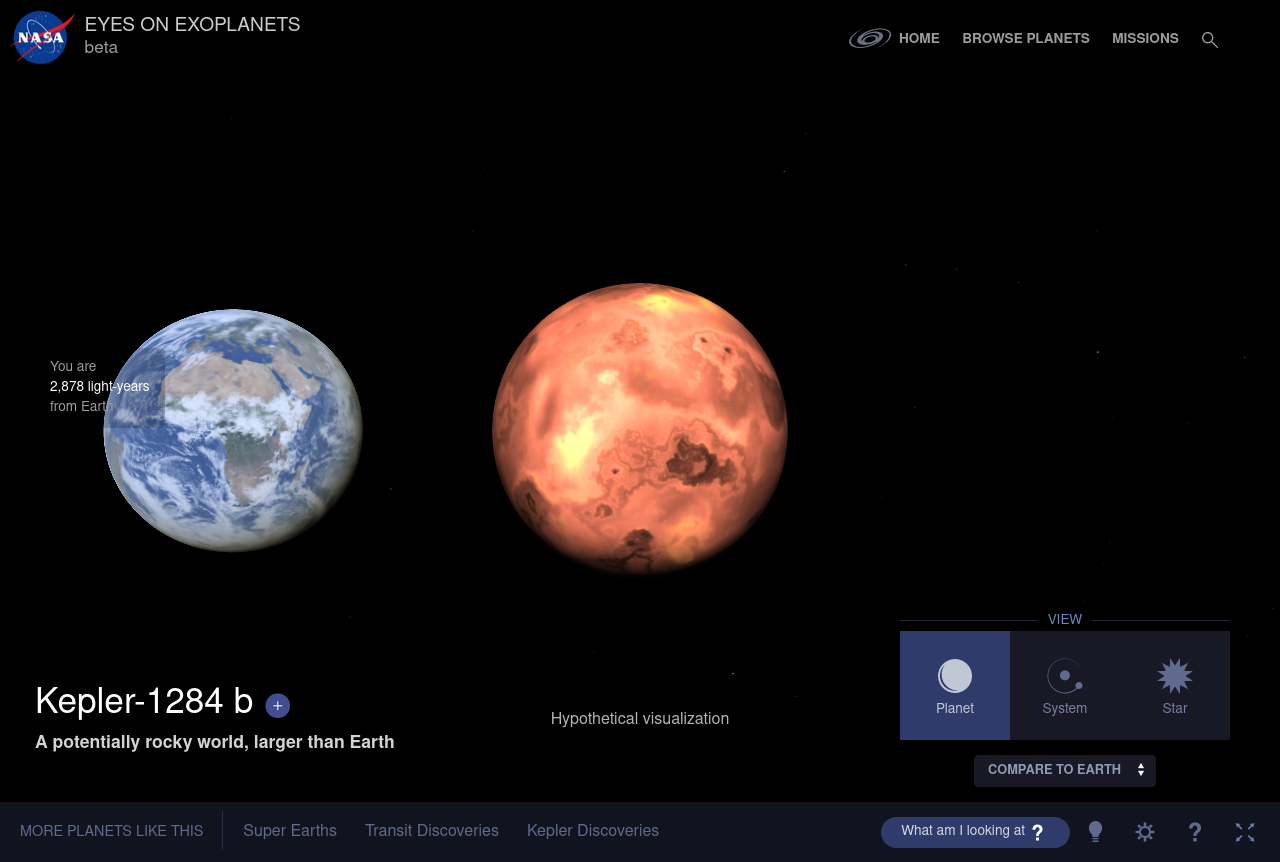 NASA
EYES ON EXOPLANETS
beta
HOME
BROWSE PLANETS
MISSIONS
You are
2,878 light-years
from Earth
VIEW
Planet
System
Star
COMPARE TO EARTH
Kepler-1284 b +
A potentially rocky world, larger than Earth
Hypothetical visualization
MORE PLANETS LIKE THIS
Super Earths
Transit Discoveries
Kepler Discoveries
What am I looking at ?
?